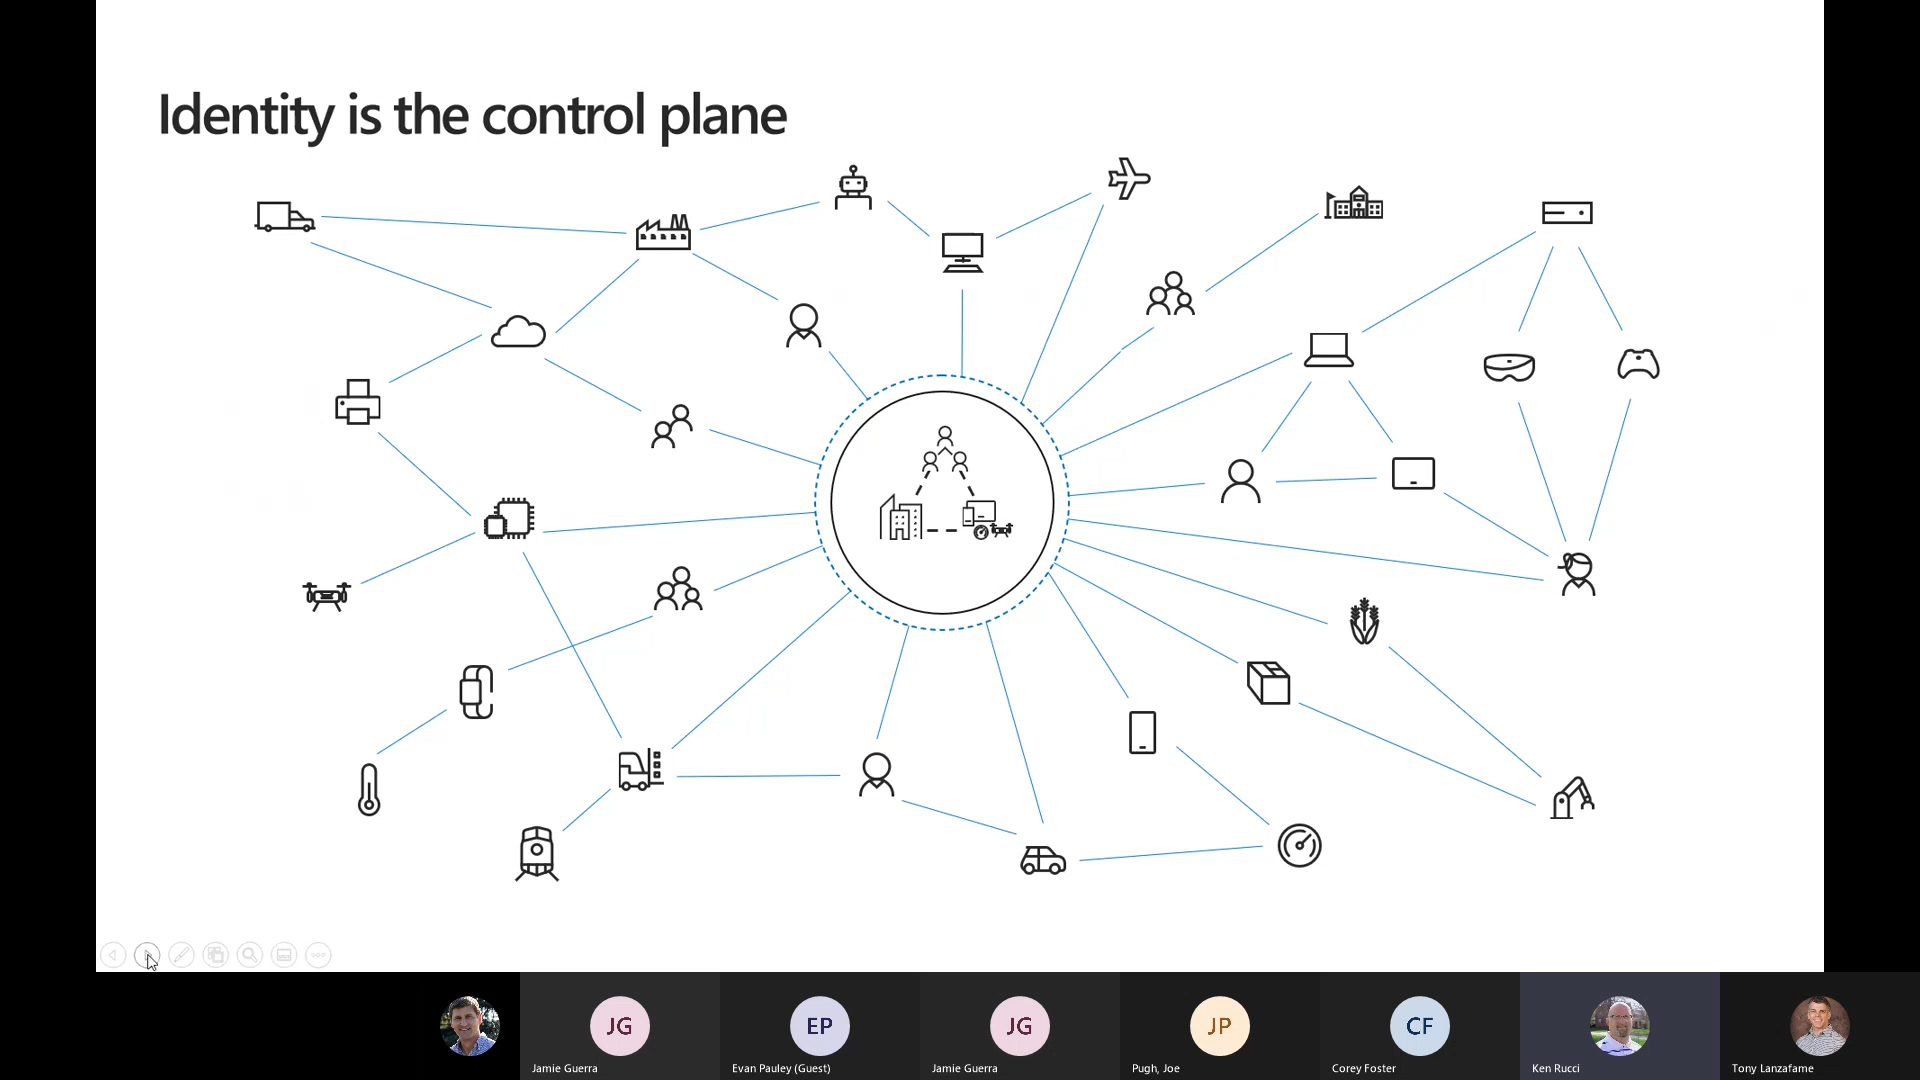 Identity is the control plane
JG
EP
JG
JP
CF
Jamie Guerra
Evan Pauley (Guest)
Jamie Guerra
Pugh, Joe
Corey Foster
Ken Rucci
Tony Lanzafame